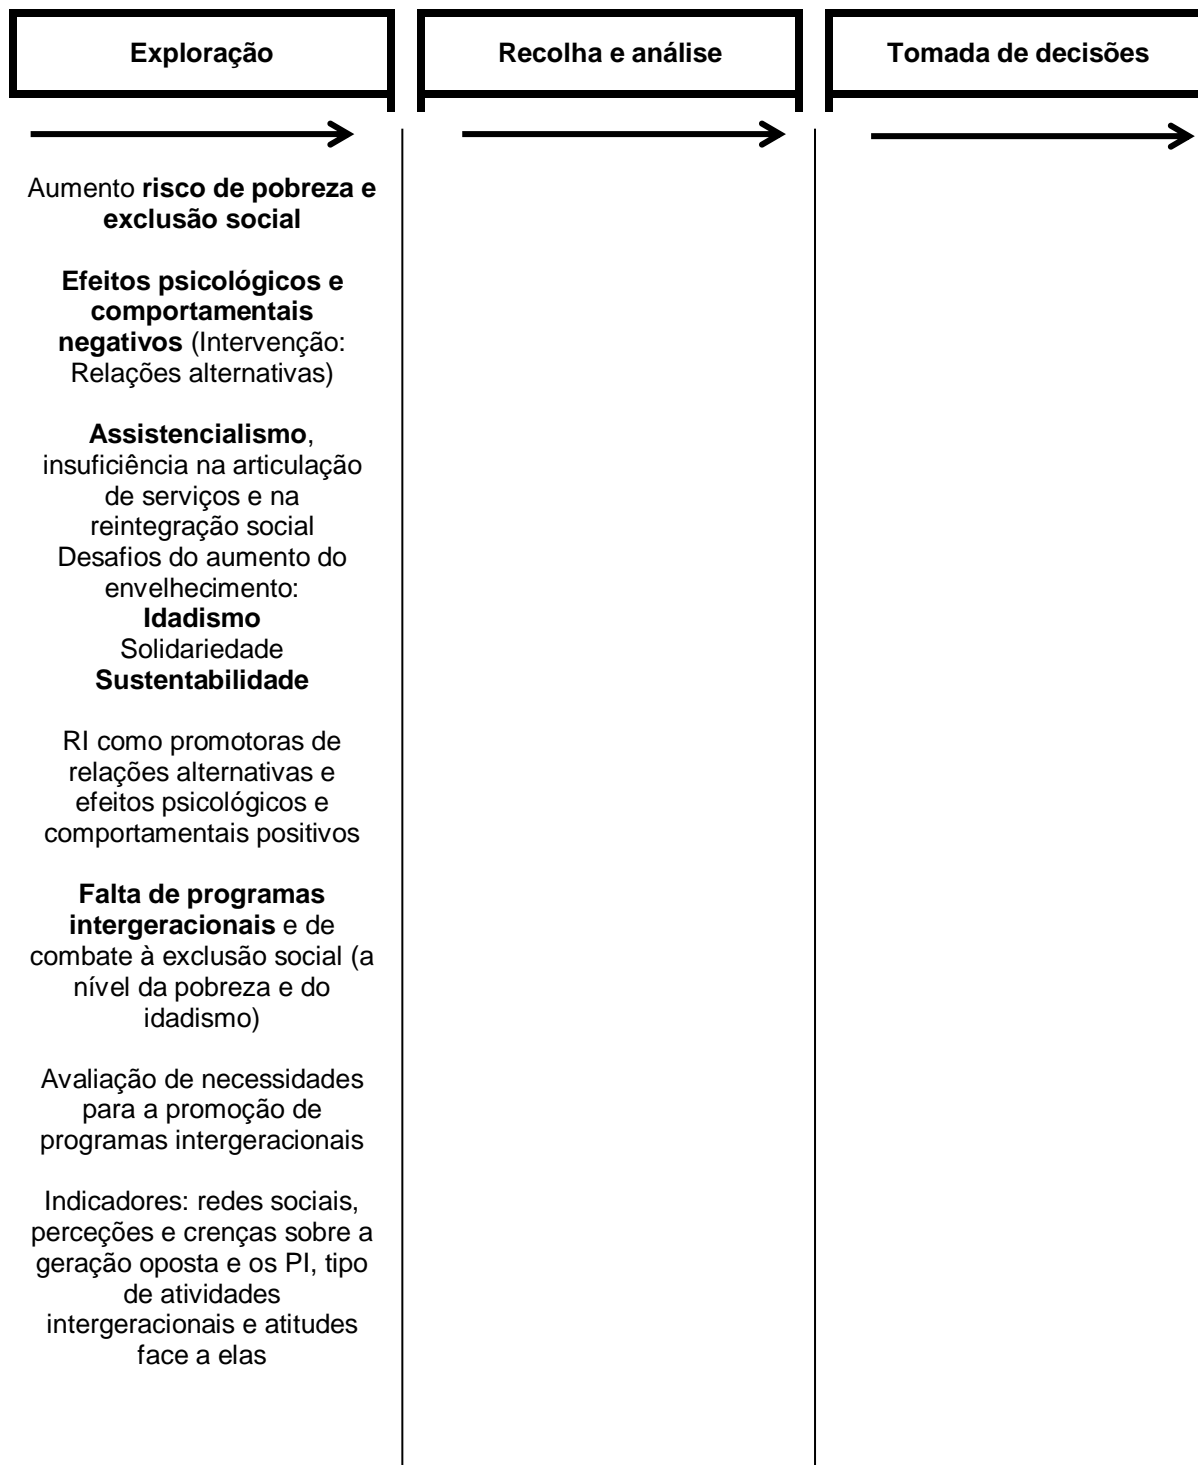 Exploração
Recolha e análise
Tomada de decisões
Aumento risco de pobreza e
exclusão social
Efeitos psicológicos e
comportamentais
negativos (Intervenção:
Relações alternativas)
Assistencialismo,
insuficiência na articulação
de serviços e na
reintegração social
Desafios do aumento do
envelhecimento:
Idadismo
Solidariedade
Sustentabilidade
RI como promotoras de
relações alternativas e
efeitos psicológicos e
comportamentais positivos
Falta de programas
intergeracionais e de
combate à exclusão social (a
nível da pobreza e do
idadismo)
Avaliação de necessidades
para a promoção de
programas intergeracionais
Indicadores: redes sociais,
perceções e crenças sobre a
geração oposta e os PI, tipo
de atividades
intergeracionais e atitudes
face a elas